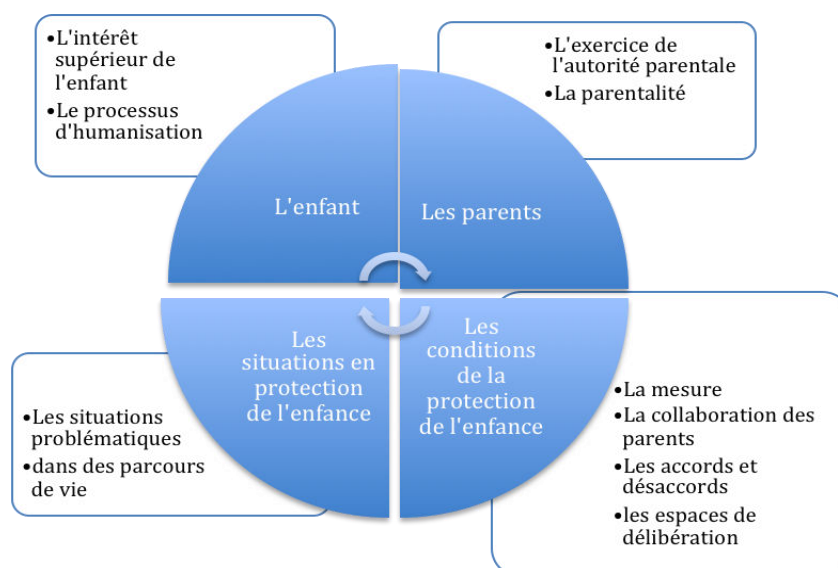 •L'intérêt
supérieur de
l'enfant
•Le processus
d'humanisation
•L'exercice de
l'autorité parentale
•La parentalité
L'enfant
Les parents
Les
situations en
protection
de l'enfance
Les
conditions
de la
protection
de l'enfance
•Les situations
problématiques
•dans des parcours
de vie
•La mesure
•La collaboration des
parents
•Les accords et
désaccords
•les espaces de
délibération